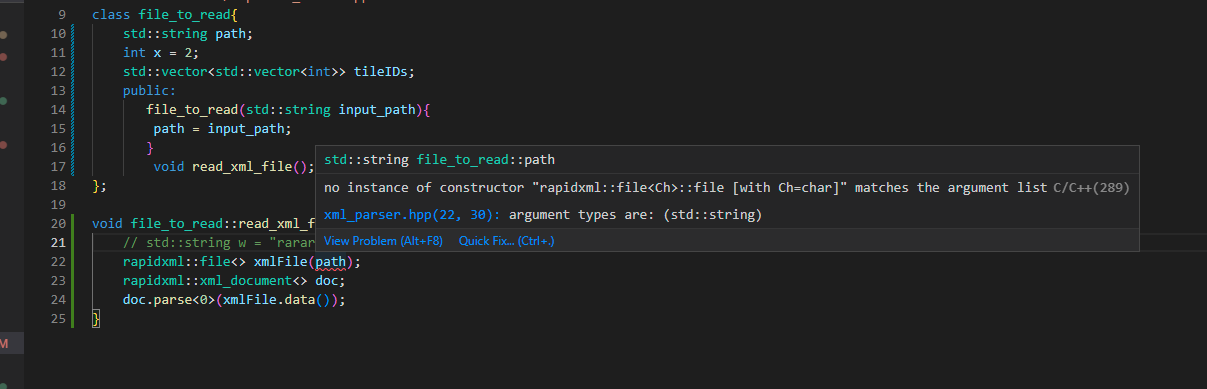 9 class file_to_read{
10 std::string path;
11 int x = 2;
12 std::vector<std::vector<int>> tileIDs;
13 public:
14 file_to_read(std::string input_path){
15 path = input_path;
16 }
17 void read_xml_file();
std::string file_to_read::path
no instance of constructor "rapidxml::file<Ch>::file [with Ch=char]" matches the argument list C/C++(289)
xml_parser.hpp(22, 30): argument types are: (std::string)
View Problem (Alt+F8) Quick Fix... (Ctrl+.)
18 };
19
20 void file_to_read::read_xml_f
21 // std::string w = "rarar
22 rapidxml::file<> xmlFile(path);
23 rapidxml::xml_document<> doc;
24 doc.parse<0>(xmlFile.data());
25 }
M